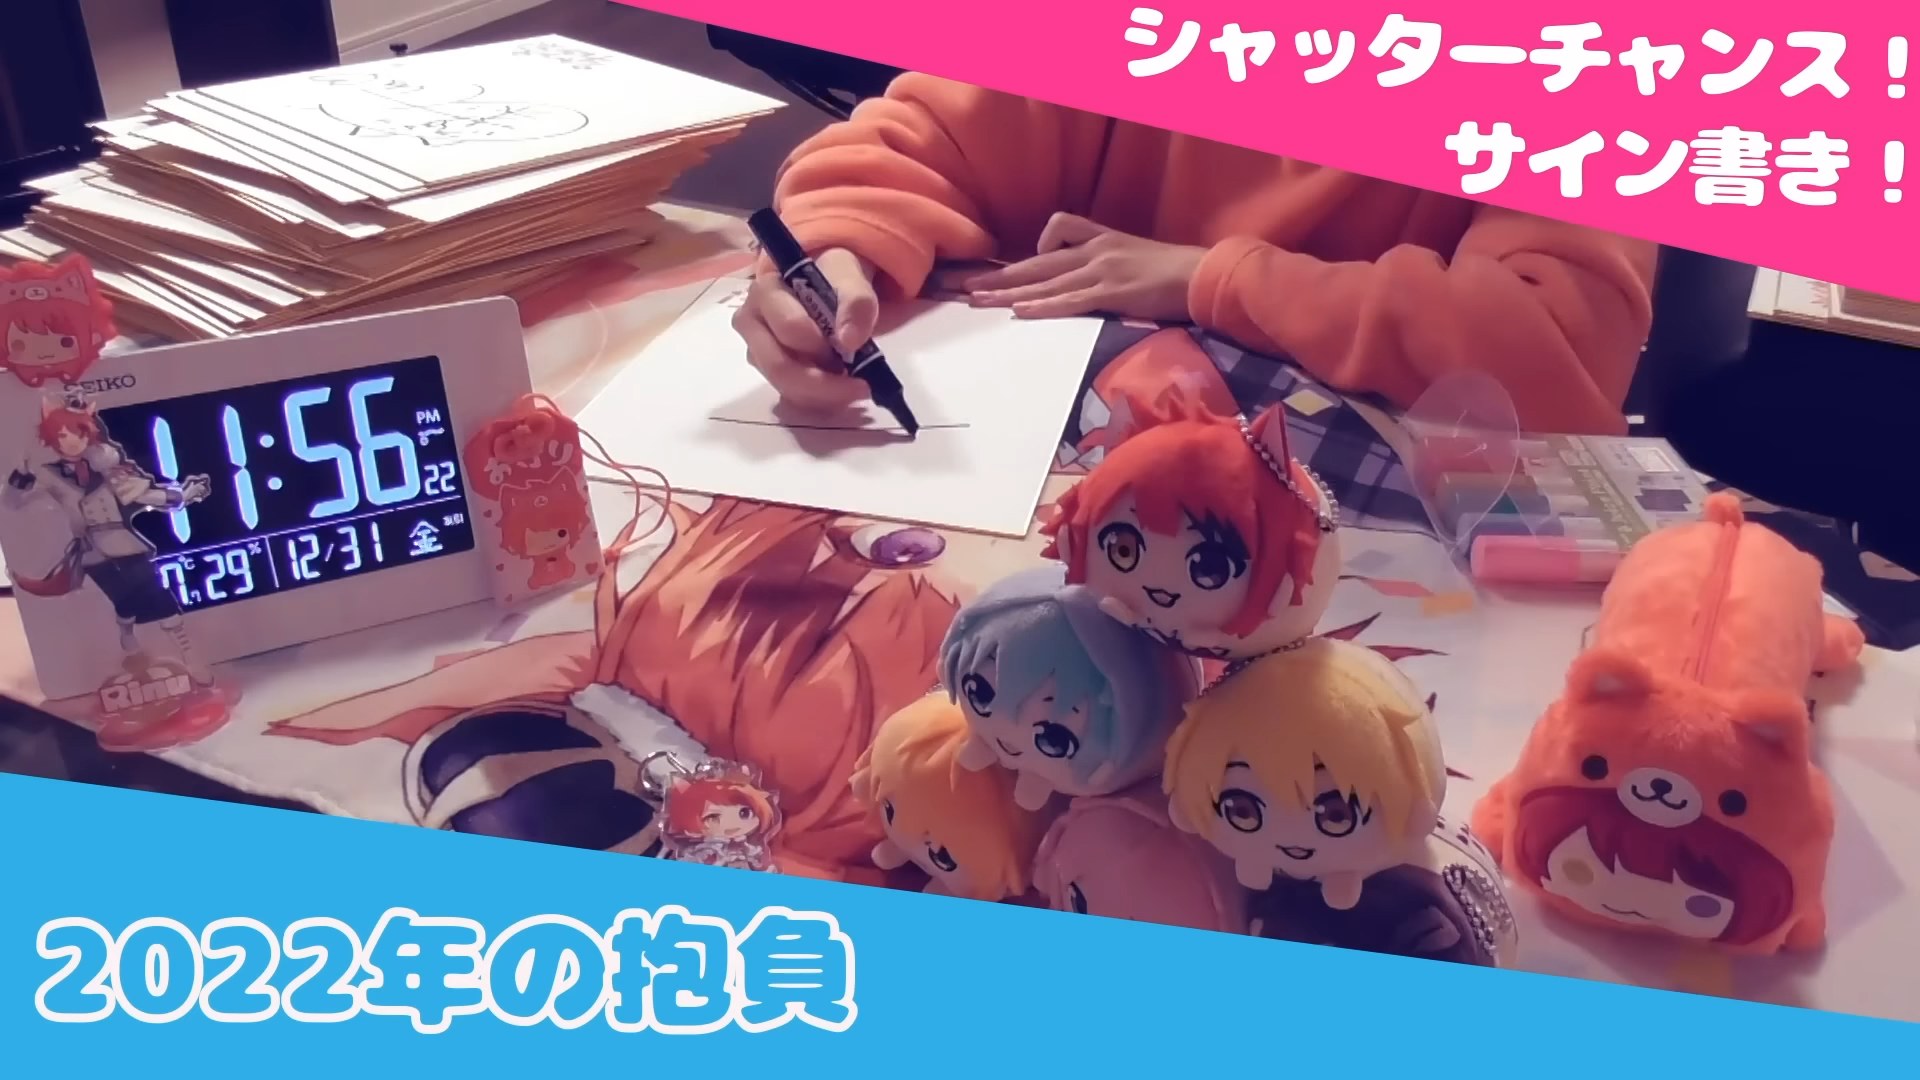 シャッターチャンス！
サイン書き！
SEIKO
PM
11:56
22
29%
12/31
金
Rinu
2022年の抱負